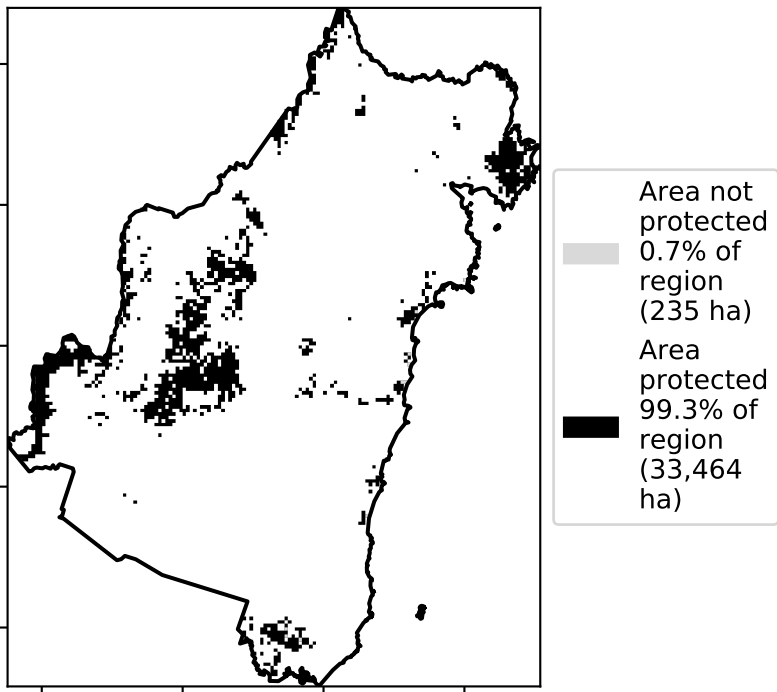 Area not
protected
0.7% of
region
(235 ha)
Area
protected
99.3% of
region
(33,464
ha)